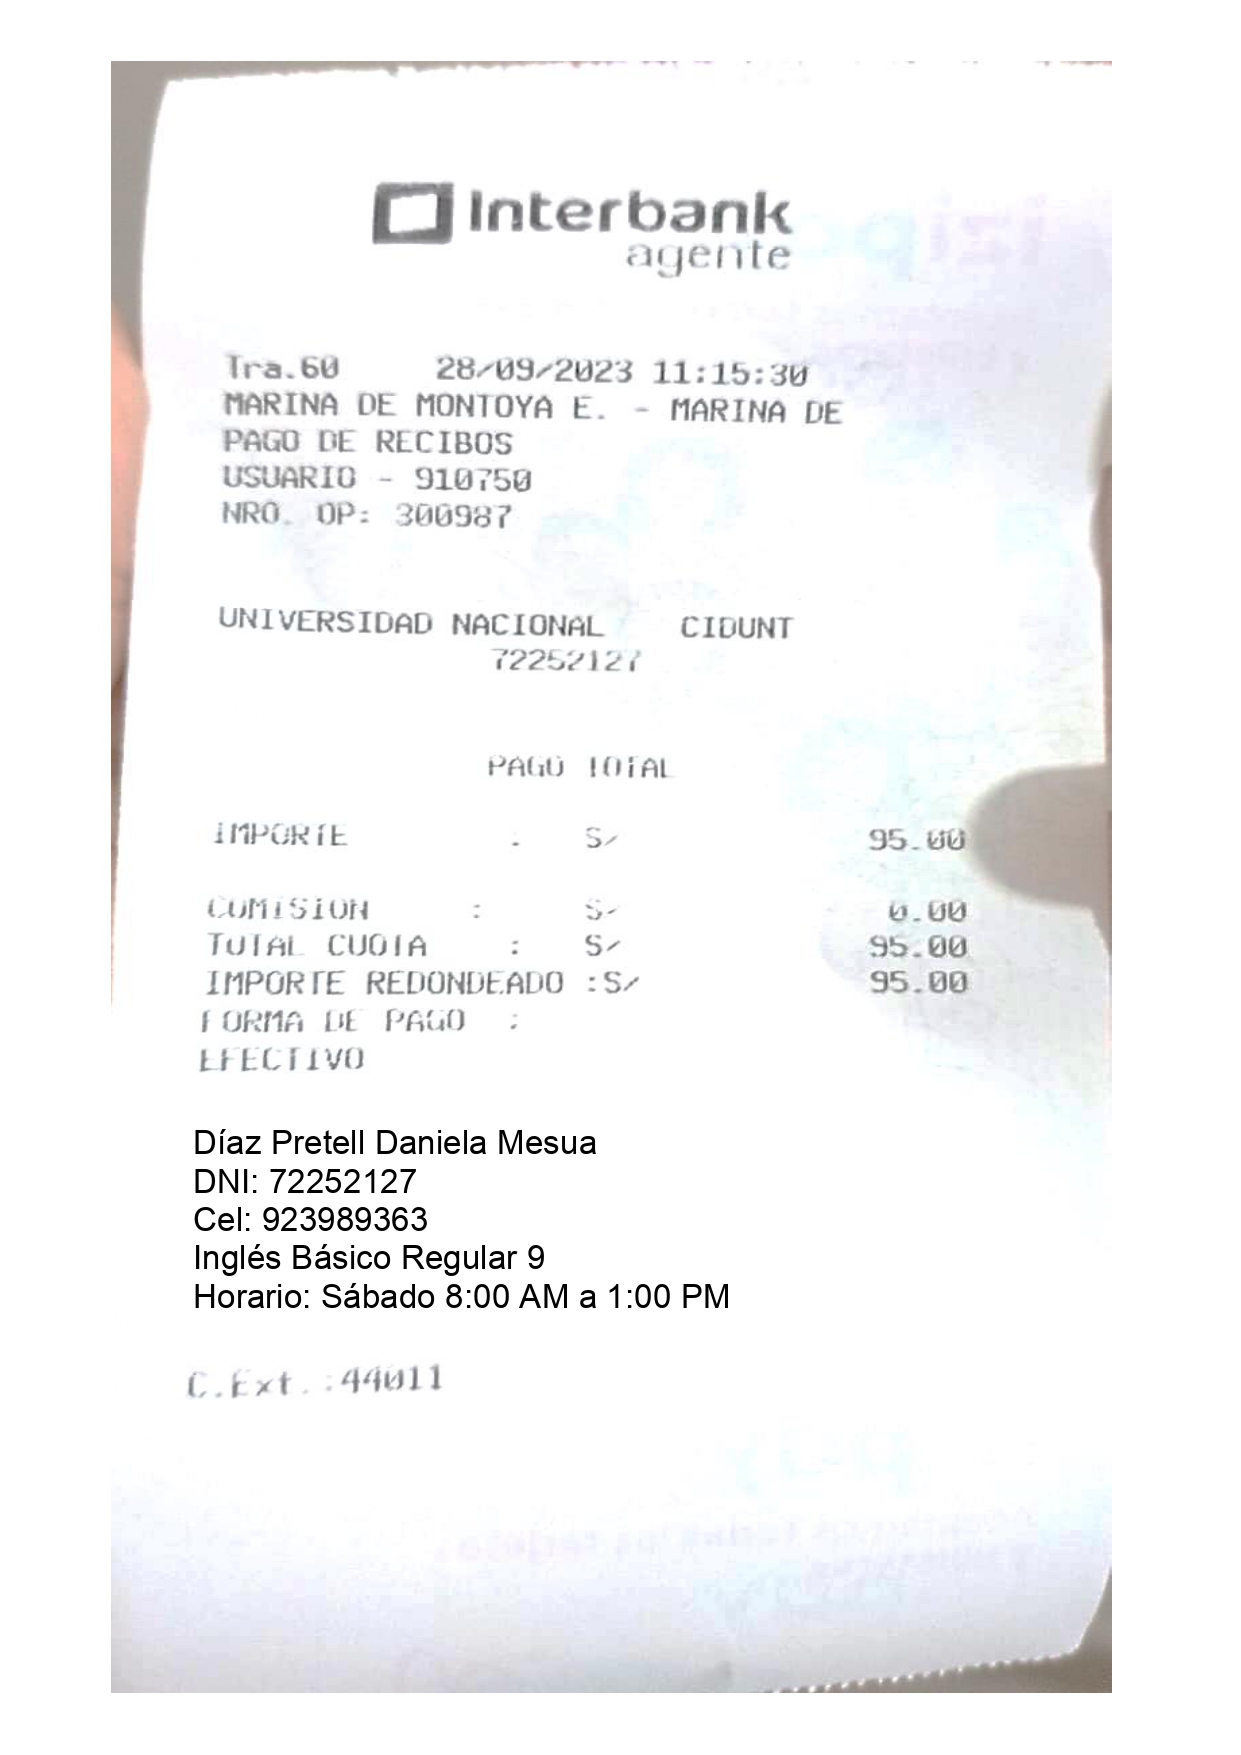 Interbank
agente
Tra.60 28/09/2023 11:15:30
MARINA DE MONTOYA E. - MARINA DE
PAGO DE RECIBOS
USUARIO - 910750
NRO. OP: 300987
UNIVERSIDAD NACIONAL CIDUNT
72252127
PAGO TOTAL
IMPORTE : S/ 95.00
COMISION : S/ 0.00
TOTAL CUOTA : S/ 95.00
IMPORTE REDONDEADO :S/ 95.00
FORMA DE PAGO :
EFECTIVO
Díaz Pretell Daniela Mesua
DNI: 72252127
Cel: 923989363
Inglés Básico Regular 9
Horario: Sábado 8:00 AM a 1:00 PM
C.Ext.:44011